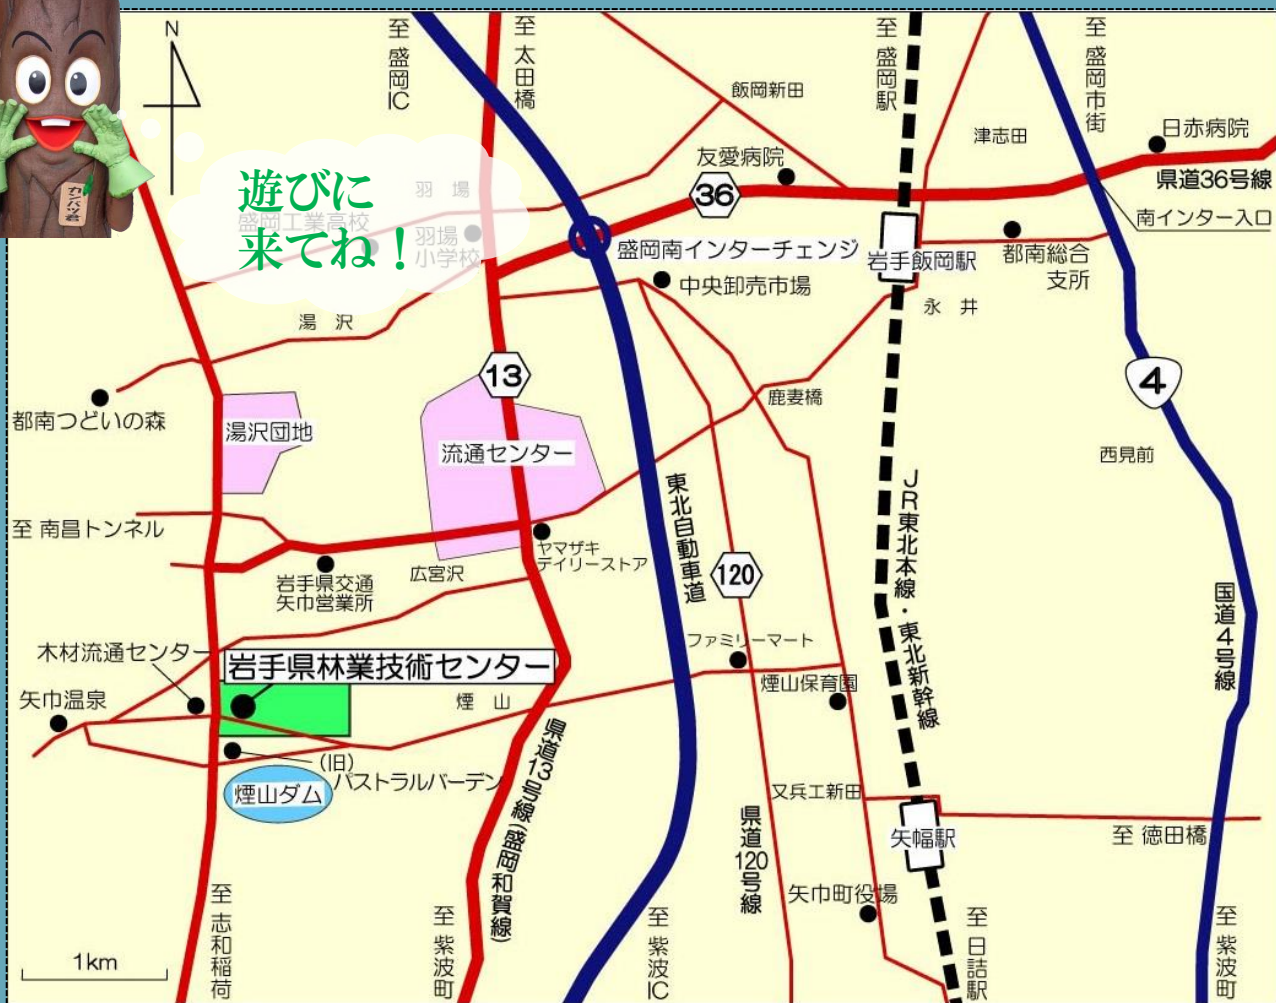 N
至 盛岡IC
至 太田橋
至 盛岡駅
至 盛岡市街
飯岡新田
津志田
日赤病院
友愛病院
県道36号線
36
遊びに
来てね！
カンバツ君
羽 場
盛岡工業高校
羽場
小学校
南インター入口
盛岡南インターチェンジ
岩手飯岡駅
都南総合
支所
中央卸売市場
永 井
湯 沢
13
4
都南つどいの森
鹿妻橋
湯沢団地
流通センター
西見前
東北自動車道
JR東北本線・東北新幹線
至 南昌トンネル
ヤマザキ
デイリーストア
広宮沢
岩手県交通
矢巾営業所
120
国道4号線
ファミリーマート
木材流通センター
岩手県林業技術センター
煙山保育園
矢巾温泉
煙 山
(旧)
パストラルバーデン
県道13号線(盛岡和賀線)
煙山ダム
又兵エ新田
矢幅駅
至 徳田橋
県道120号線
矢巾町役場
至 志和稲荷
至 紫波町
至 紫波IC
至 日詰駅
至 紫波町
1km